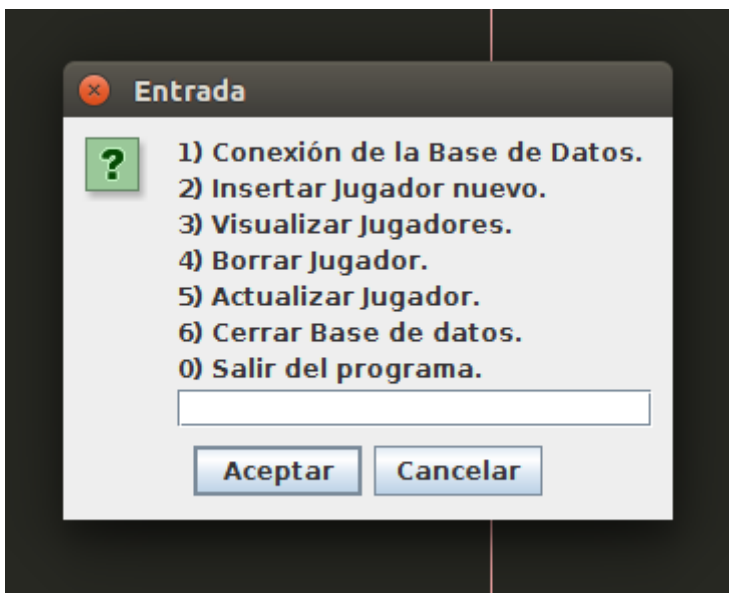 Entrada
?
1) Conexión de la Base de Datos.
2) Insertar Jugador nuevo.
3) Visualizar Jugadores.
4) Borrar Jugador.
5) Actualizar Jugador.
6) Cerrar Base de datos.
0) Salir del programa.
Aceptar Cancelar